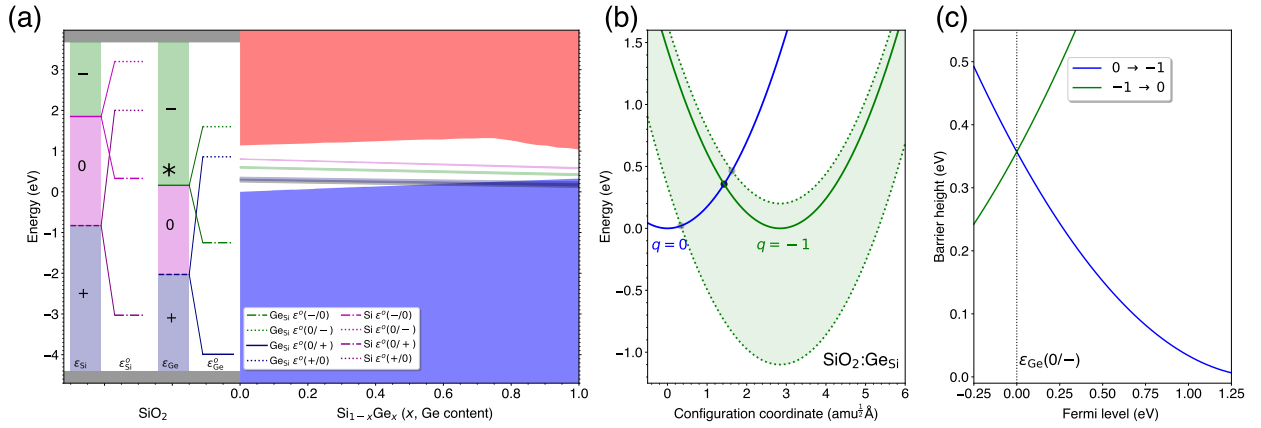 (a)
Energy (eV)
3
2
1
0
−1
−2
−3
−4
−
0
+
−
*
0
+
ε_Si
ε^o_Si
ε_Ge
ε^o_Ge
SiO₂
Ge_Si ε^o(−/0)
Ge_Si ε^o(0/−)
Ge_Si ε^o(0/+)
Ge_Si ε^o(+/0)
Si ε^o(−/0)
Si ε^o(0/−)
Si ε^o(0/+)
Si ε^o(+/0)
0.0 0.2 0.4 0.6 0.8 1.0
Si₁₋ₓGeₓ (x, Ge content)
(b)
Energy (eV)
1.5
1.0
0.5
0.0
−0.5
−1.0
q = 0
q = −1
SiO₂:Ge_Si
0 1 2 3 4 5 6
Configuration coordinate (amu^½Å)
(c)
Barrier height (eV)
0.5
0.4
0.3
0.2
0.1
0.0
0 → −1
−1 → 0
ε_Ge(0/−)
−0.25 0.00 0.25 0.50 0.75 1.00 1.25
Fermi level (eV)